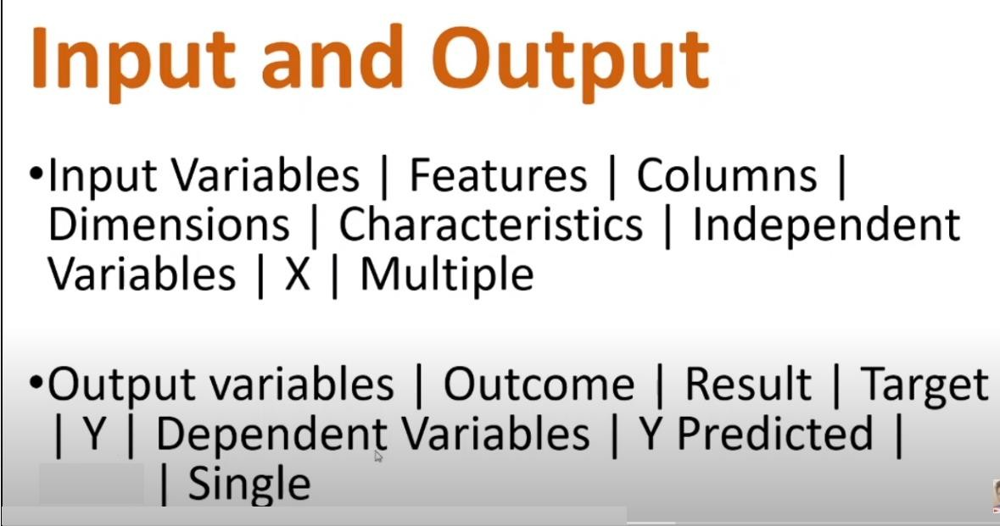 Input and Output
•Input Variables | Features | Columns |
Dimensions | Characteristics | Independent
Variables | X | Multiple
•Output variables | Outcome | Result | Target
| Y | Dependent Variables | Y Predicted |
| Single